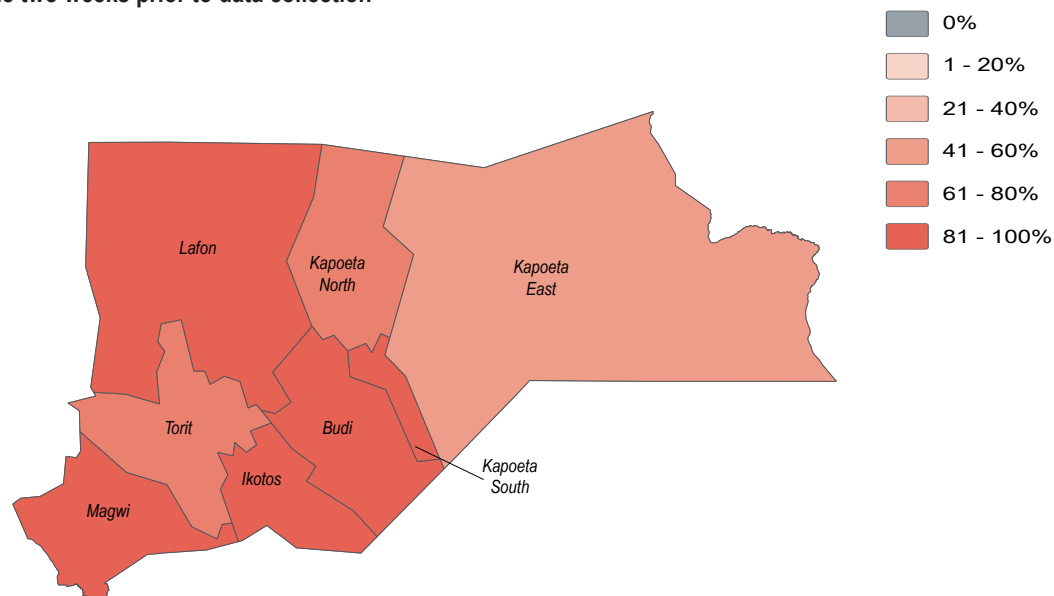 two weeks prior to data collection
0%
1 - 20%
21 - 40%
41 - 60%
61 - 80%
81 - 100%
Lafon
Kapoeta
North
Kapoeta
East
Torit
Budi
Ikotos
Kapoeta
South
Magwi